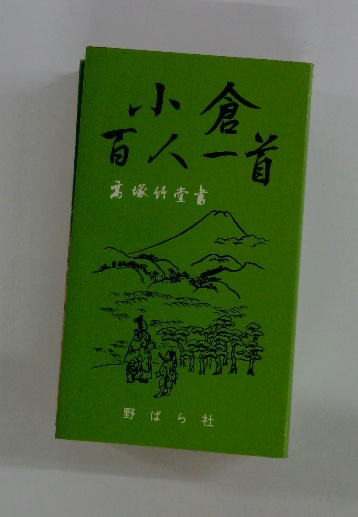 小倉
百人一首
高塚竹堂書
野ばら社